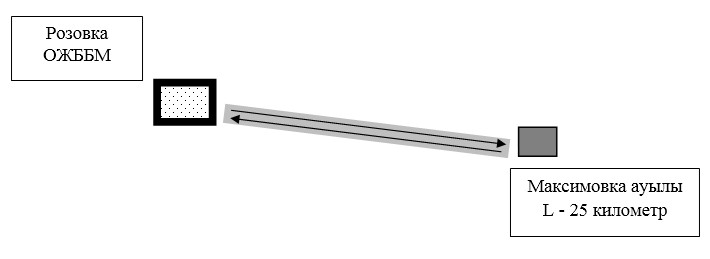 Розовка
ОЖББМ
Максимовка ауылы
L - 25 километр